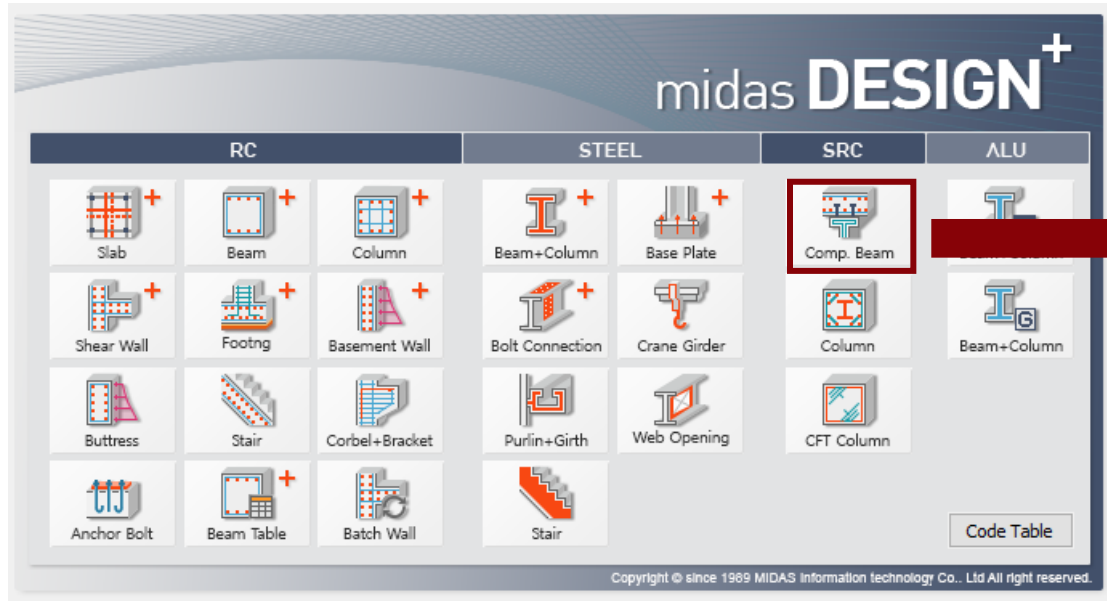 midas DESIGN+
RC STEEL SRC ALU
Slab Beam Column Beam+Column Base Plate Comp. Beam
Shear Wall Footng Basement Wall Bolt Connection Crane Girder Column Beam+Column
Buttress Stair Corbel+Bracket Purlin+Girth Web Opening CFT Column
Anchor Bolt Beam Table Batch Wall Stair Code Table
Copyright © since 1989 MIDAS Information technology Co.. Ltd All right reserved.